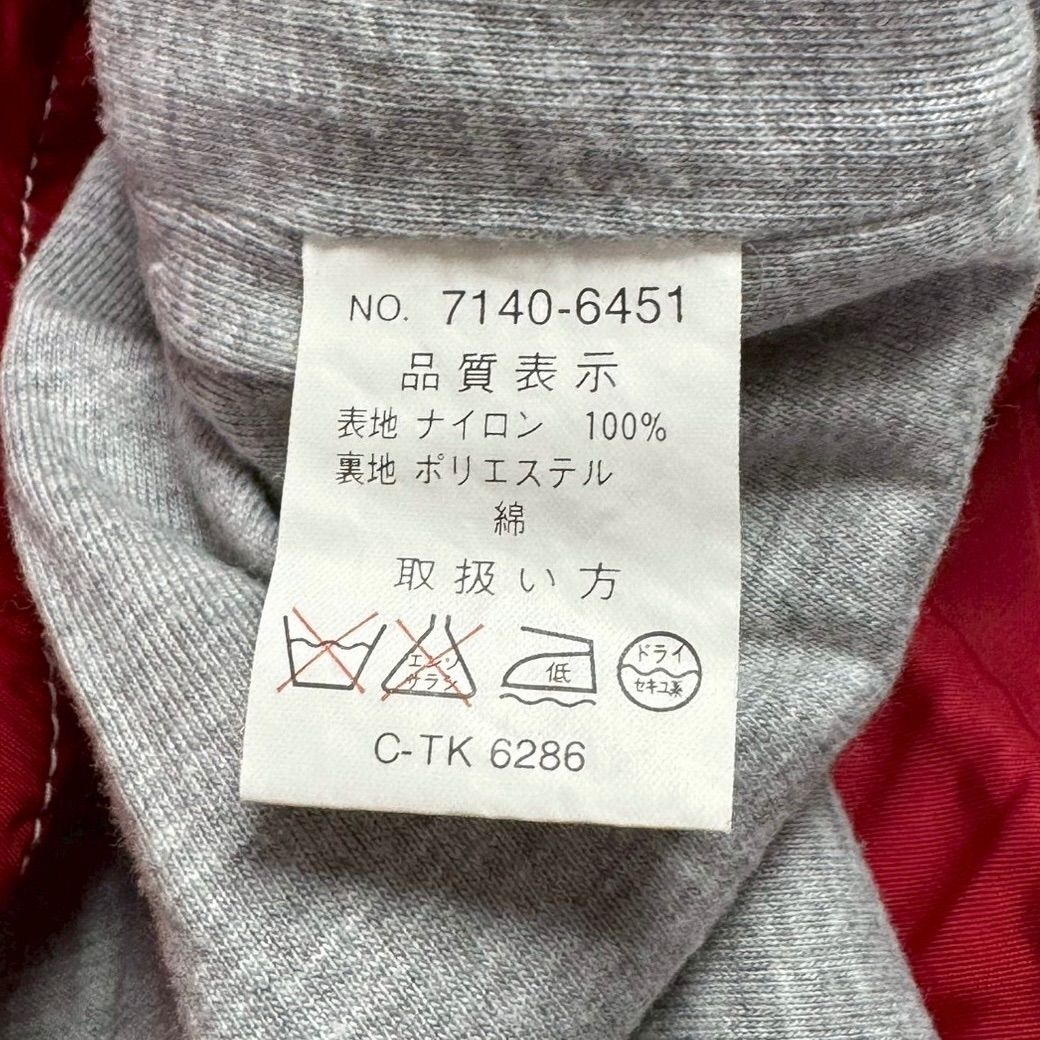 NO. 7140-6451
品質表示
表地 ナイロン 100%
裏地 ポリエステル
綿
取扱い方
エンソ
サラシ
低
ドライ
セキユ系
C-TK 6286